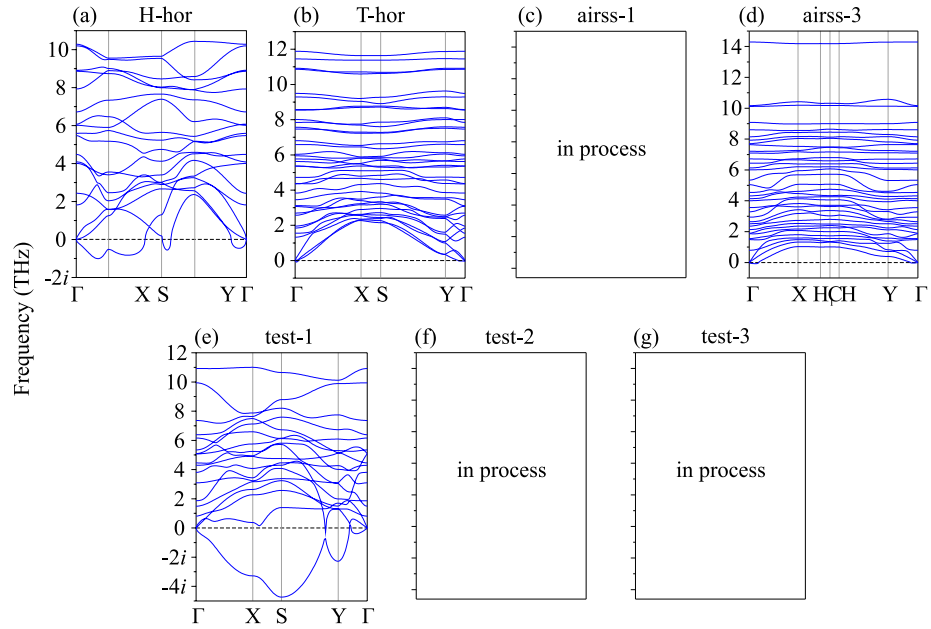 (a) H-hor
(b) T-hor
(c) airss-1
(d) airss-3
Frequency (THz)
10
8
6
4
2
0
-2i
Γ X S Y Γ
12
10
8
6
4
2
0
Γ X S Y Γ
in process
14
12
10
8
6
4
2
0
Γ X H C H Y Γ
(e) test-1
(f) test-2
(g) test-3
12
10
8
6
4
2
0
-2i
-4i
Γ X S Y Γ
in process
in process